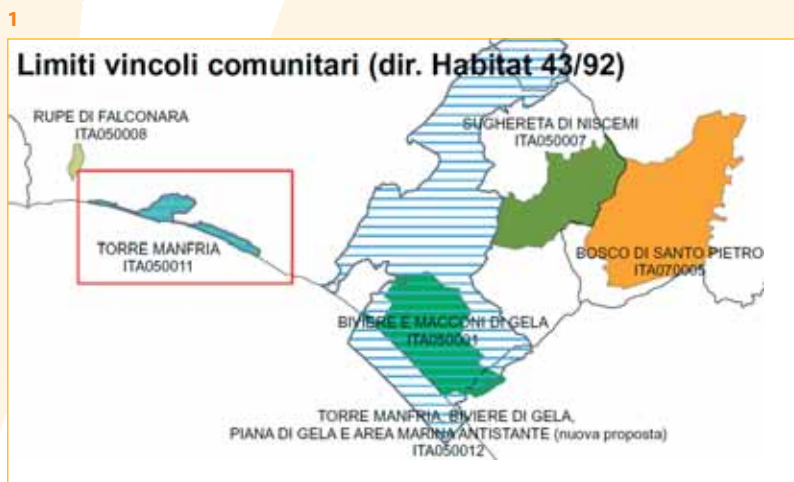 1
Limiti vincoli comunitari (dir. Habitat 43/92)
RUPE DI FALCONARA
ITA050008
SUGHERETA DI NISCEMI
ITA050007
TORRE MANFRIA
ITA050011
BOSCO DI SANTO PIETRO
ITA070005
BIVIERE E MACCONI DI GELA
ITA050001
TORRE MANFRIA, BIVIERE DI GELA,
PIANA DI GELA E AREA MARINA ANTISTANTE (nuova proposta)
ITA050012